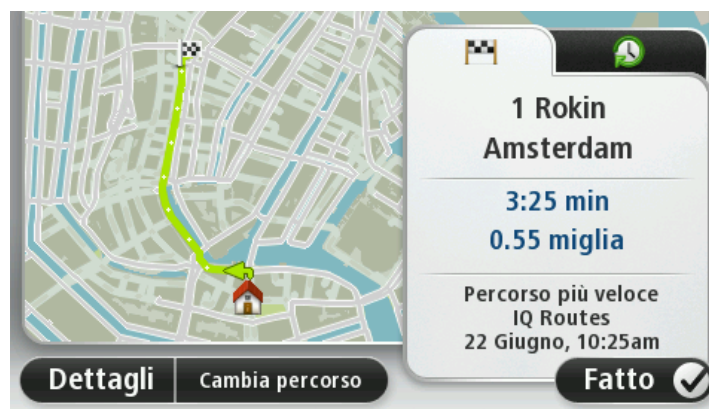 1 Rokin
Amsterdam
3:25 min
0.55 miglia
Percorso più veloce
IQ Routes
22 Giugno, 10:25am
Dettagli
Cambia percorso
Fatto